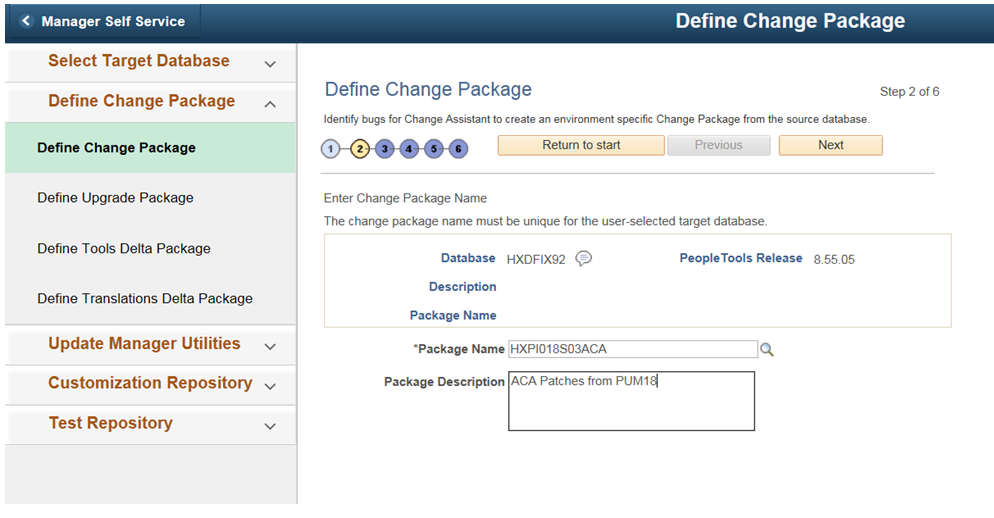 Manager Self Service
Define Change Package
Select Target Database
Define Change Package
Define Change Package
Define Upgrade Package
Define Tools Delta Package
Define Translations Delta Package
Update Manager Utilities
Customization Repository
Test Repository
Define Change Package
Step 2 of 6
Identify bugs for Change Assistant to create an environment specific Change Package from the source database.
1 2 3 4 5 6
Return to start Previous Next
Enter Change Package Name
The change package name must be unique for the user-selected target database.
Database HXDFIX92 PeopleTools Release 8.55.05
Description
Package Name
*Package Name HXPI018S03ACA
Package Description ACA Patches from PUM18